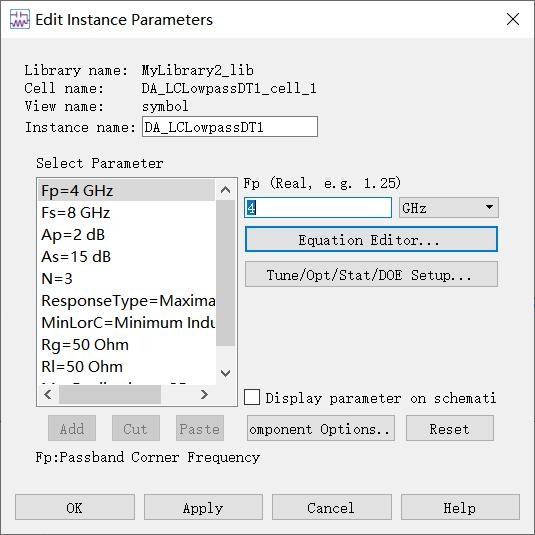 Edit Instance Parameters
Library name: MyLibrary2_lib
Cell name: DA_LCLowpassDT1_cell_1
View name: symbol
Instance name: DA_LCLowpassDT1
Select Parameter
Fp (Real, e.g. 1.25)
Fp=4 GHz
4 GHz
Fs=8 GHz
Ap=2 dB
Equation Editor...
As=15 dB
N=3
Tune/Opt/Stat/DOE Setup...
ResponseType=Maxima
MinLorC=Minimum Indu
Rg=50 Ohm
Rl=50 Ohm
Display parameter on schemati
Add Cut Paste omponent Options.. Reset
Fp:Passband Corner Frequency
OK Apply Cancel Help